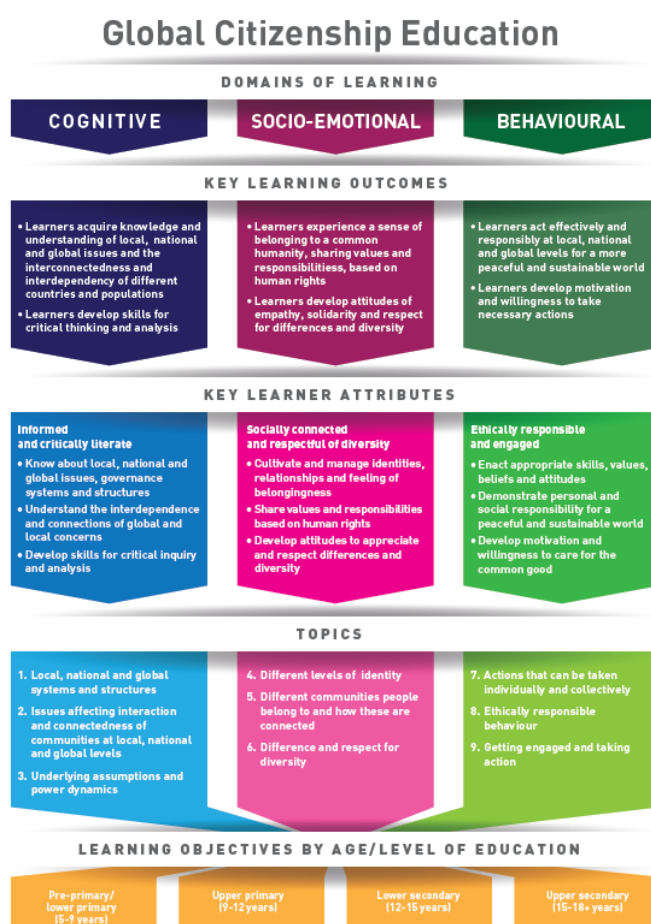 Global Citizenship Education
DOMAINS OF LEARNING
COGNITIVE
SOCIO-EMOTIONAL
BEHAVIOURAL
KEY LEARNING OUTCOMES
• Learners acquire knowledge and
understanding of local, national
and global issues and the
interconnectedness and
interdependency of different
countries and populations
• Learners develop skills for
critical thinking and analysis
• Learners experience a sense of
belonging to a common
humanity, sharing values and
responsibilitiess, based on
human rights
• Learners develop attitudes of
empathy, solidarity and respect
for differences and diversity
• Learners act effectively and
responsibly at local, national
and global levels for a more
peaceful and sustainable world
• Learners develop motivation
and willingness to take
necessary actions
KEY LEARNER ATTRIBUTES
Informed
and critically literate
• Know about local, national and
global issues, governance
systems and structures
• Understand the interdependence
and connections of global and
local concerns
• Develop skills for critical inquiry
and analysis
Socially connected
and respectful of diversity
• Cultivate and manage identities,
relationships and feeling of
belongingness
• Share values and responsibilities
based on human rights
• Develop attitudes to appreciate
and respect differences and
diversity
Ethically responsible
and engaged
• Enact appropriate skills, values,
beliefs and attitudes
• Demonstrate personal and
social responsibility for a
peaceful and sustainable world
• Develop motivation and
willingness to care for the
common good
TOPICS
1. Local, national and global
systems and structures
2. Issues affecting interaction
and connectedness of
communities at local, national
and global levels
3. Underlying assumptions and
power dynamics
4. Different levels of identity
5. Different communities people
belong to and how these are
connected
6. Difference and respect for
diversity
7. Actions that can be taken
individually and collectively
8. Ethically responsible
behaviour
9. Getting engaged and taking
action
LEARNING OBJECTIVES BY AGE/LEVEL OF EDUCATION
Pre-primary/
lower primary
(5-9 years)
Upper primary
(9-12 years)
Lower secondary
(12-15 years)
Upper secondary
(15-18+ years)